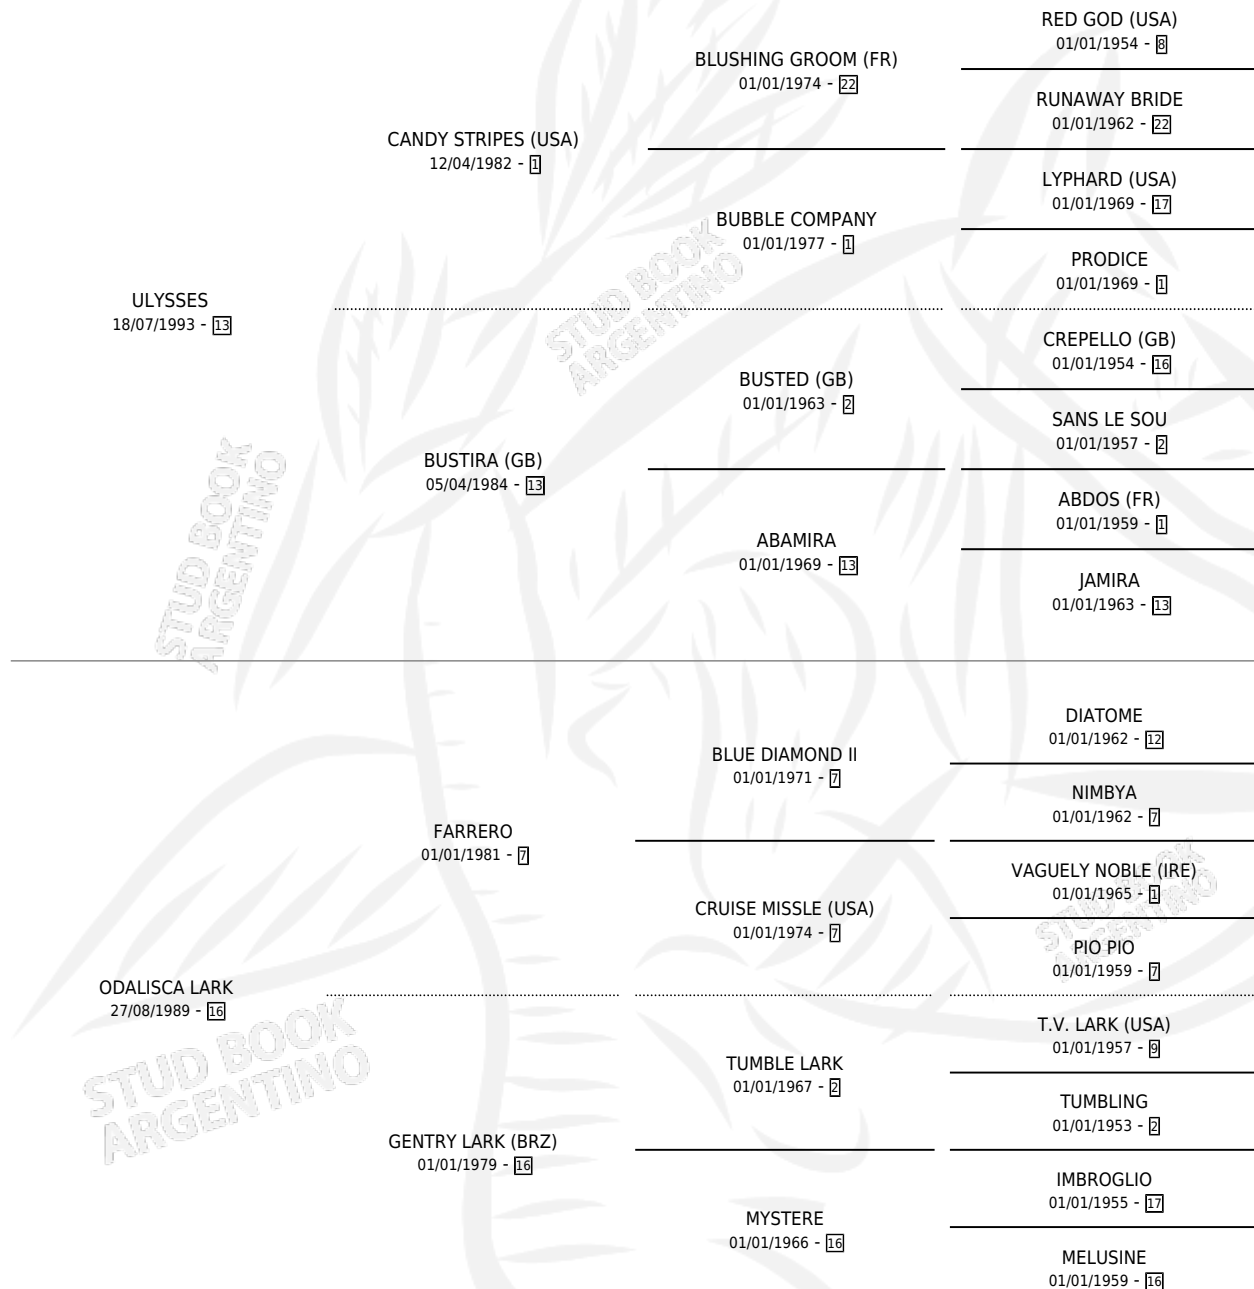 RED GOD (USA)
01/01/1954 - 8
BLUSHING GROOM (FR)
01/01/1974 - 22
RUNAWAY BRIDE
01/01/1962 - 22
CANDY STRIPES (USA)
12/04/1982 - 1
LYPHARD (USA)
01/01/1969 - 17
BUBBLE COMPANY
01/01/1977 - 1
PRODICE
01/01/1969 - 1
ULYSSES
18/07/1993 - 13
CREPELLO (GB)
01/01/1954 - 16
BUSTED (GB)
01/01/1963 - 2
SANS LE SOU
01/01/1957 - 2
BUSTIRA (GB)
05/04/1984 - 13
ABDOS (FR)
01/01/1959 - 1
ABAMIRA
01/01/1969 - 13
JAMIRA
01/01/1963 - 13
DIATOME
01/01/1962 - 12
BLUE DIAMOND II
01/01/1971 - 7
NIMBYA
01/01/1962 - 7
FARRERO
01/01/1981 - 7
VAGUELY NOBLE (IRE)
01/01/1965 - 1
CRUISE MISSLE (USA)
01/01/1974 - 7
PIO PIO
01/01/1959 - 7
ODALISCA LARK
27/08/1989 - 16
T.V. LARK (USA)
01/01/1957 - 9
TUMBLE LARK
01/01/1967 - 2
TUMBLING
01/01/1953 - 2
GENTRY LARK (BRZ)
01/01/1979 - 16
IMBROGLIO
01/01/1955 - 17
MYSTERE
01/01/1966 - 16
MELUSINE
01/01/1959 - 16
STUD BOOK
ARGENTINO
STUD BOOK
ARGENTINO
STUD BOOK
ARGENTINO
STUD BOOK
ARGENTINO